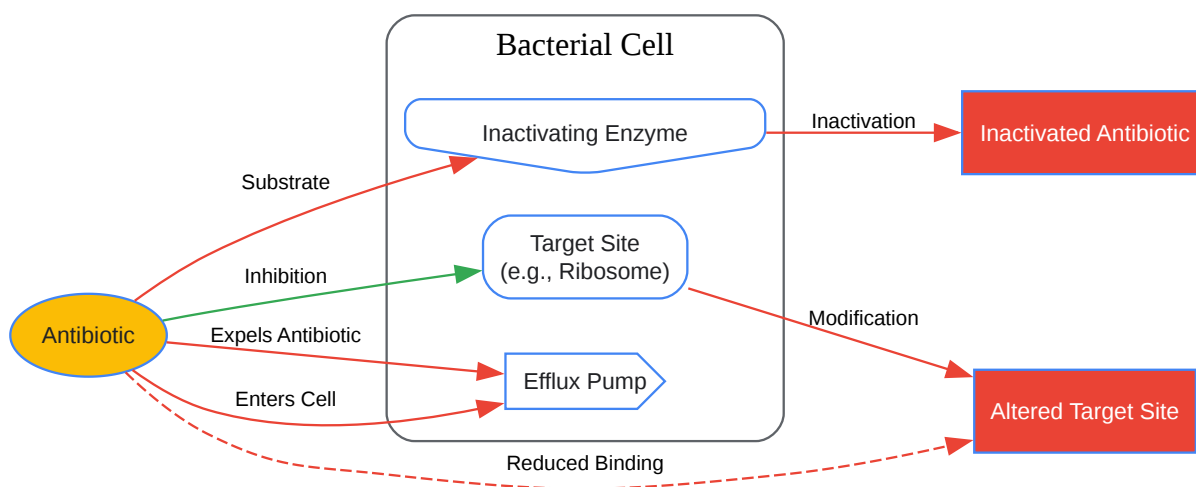 Bacterial Cell
Inactivating Enzyme
Inactivation
Inactivated Antibiotic
Substrate
Target Site
(e.g., Ribosome)
Inhibition
Modification
Antibiotic
Expels Antibiotic
Efflux Pump
Enters Cell
Altered Target Site
Reduced Binding